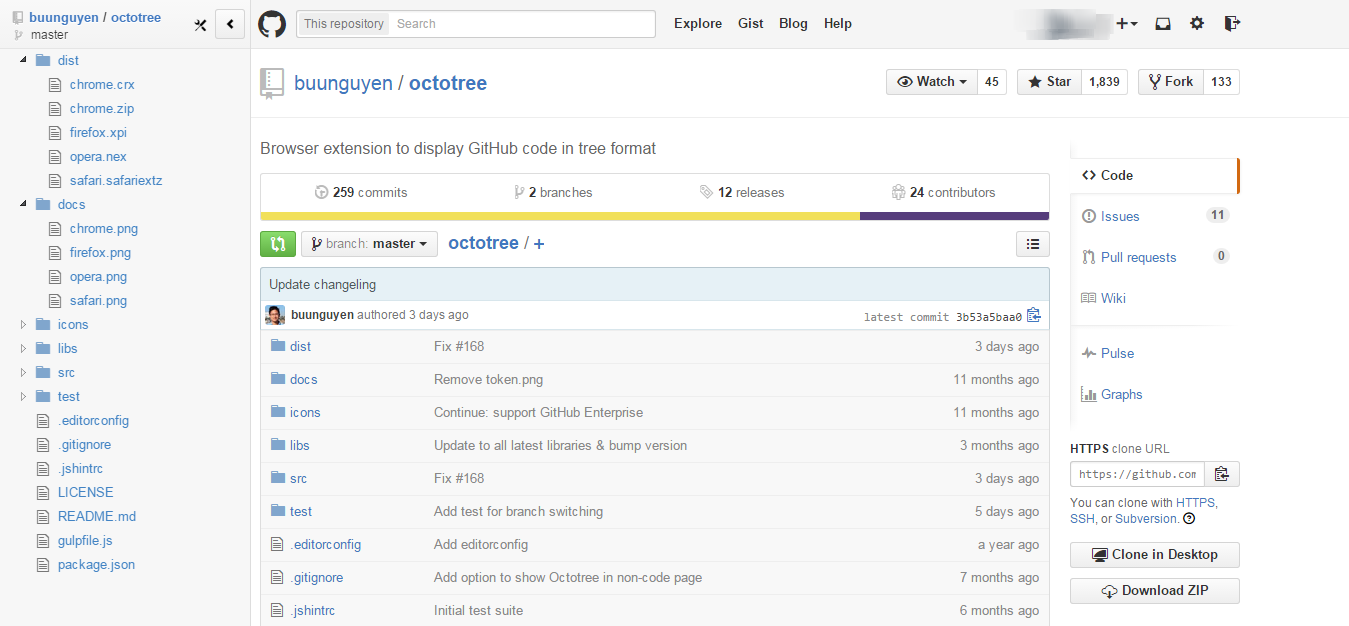 buunguyen / octotree
master
dist
chrome.crx
chrome.zip
firefox.xpi
opera.nex
safari.safariextz
docs
chrome.png
firefox.png
opera.png
safari.png
icons
libs
src
test
.editorconfig
.gitignore
.jshintrc
LICENSE
README.md
gulpfile.js
package.json
This repository Search
Explore Gist Blog Help
buunguyen / octotree
Watch 45 Star 1,839 Fork 133
Browser extension to display GitHub code in tree format
259 commits 2 branches 12 releases 24 contributors
branch: master octotree / +
Update changeling
buunguyen authored 3 days ago latest commit 3b53a5baa0
dist Fix #168 3 days ago
docs Remove token.png 11 months ago
icons Continue: support GitHub Enterprise 11 months ago
libs Update to all latest libraries & bump version 3 months ago
src Fix #168 3 days ago
test Add test for branch switching 5 days ago
.editorconfig Add editorconfig a year ago
.gitignore Add option to show Octotree in non-code page 7 months ago
.jshintrc Initial test suite 6 months ago
Code
Issues 11
Pull requests 0
Wiki
Pulse
Graphs
HTTPS clone URL
https://github.com
You can clone with HTTPS,
SSH, or Subversion.
Clone in Desktop
Download ZIP